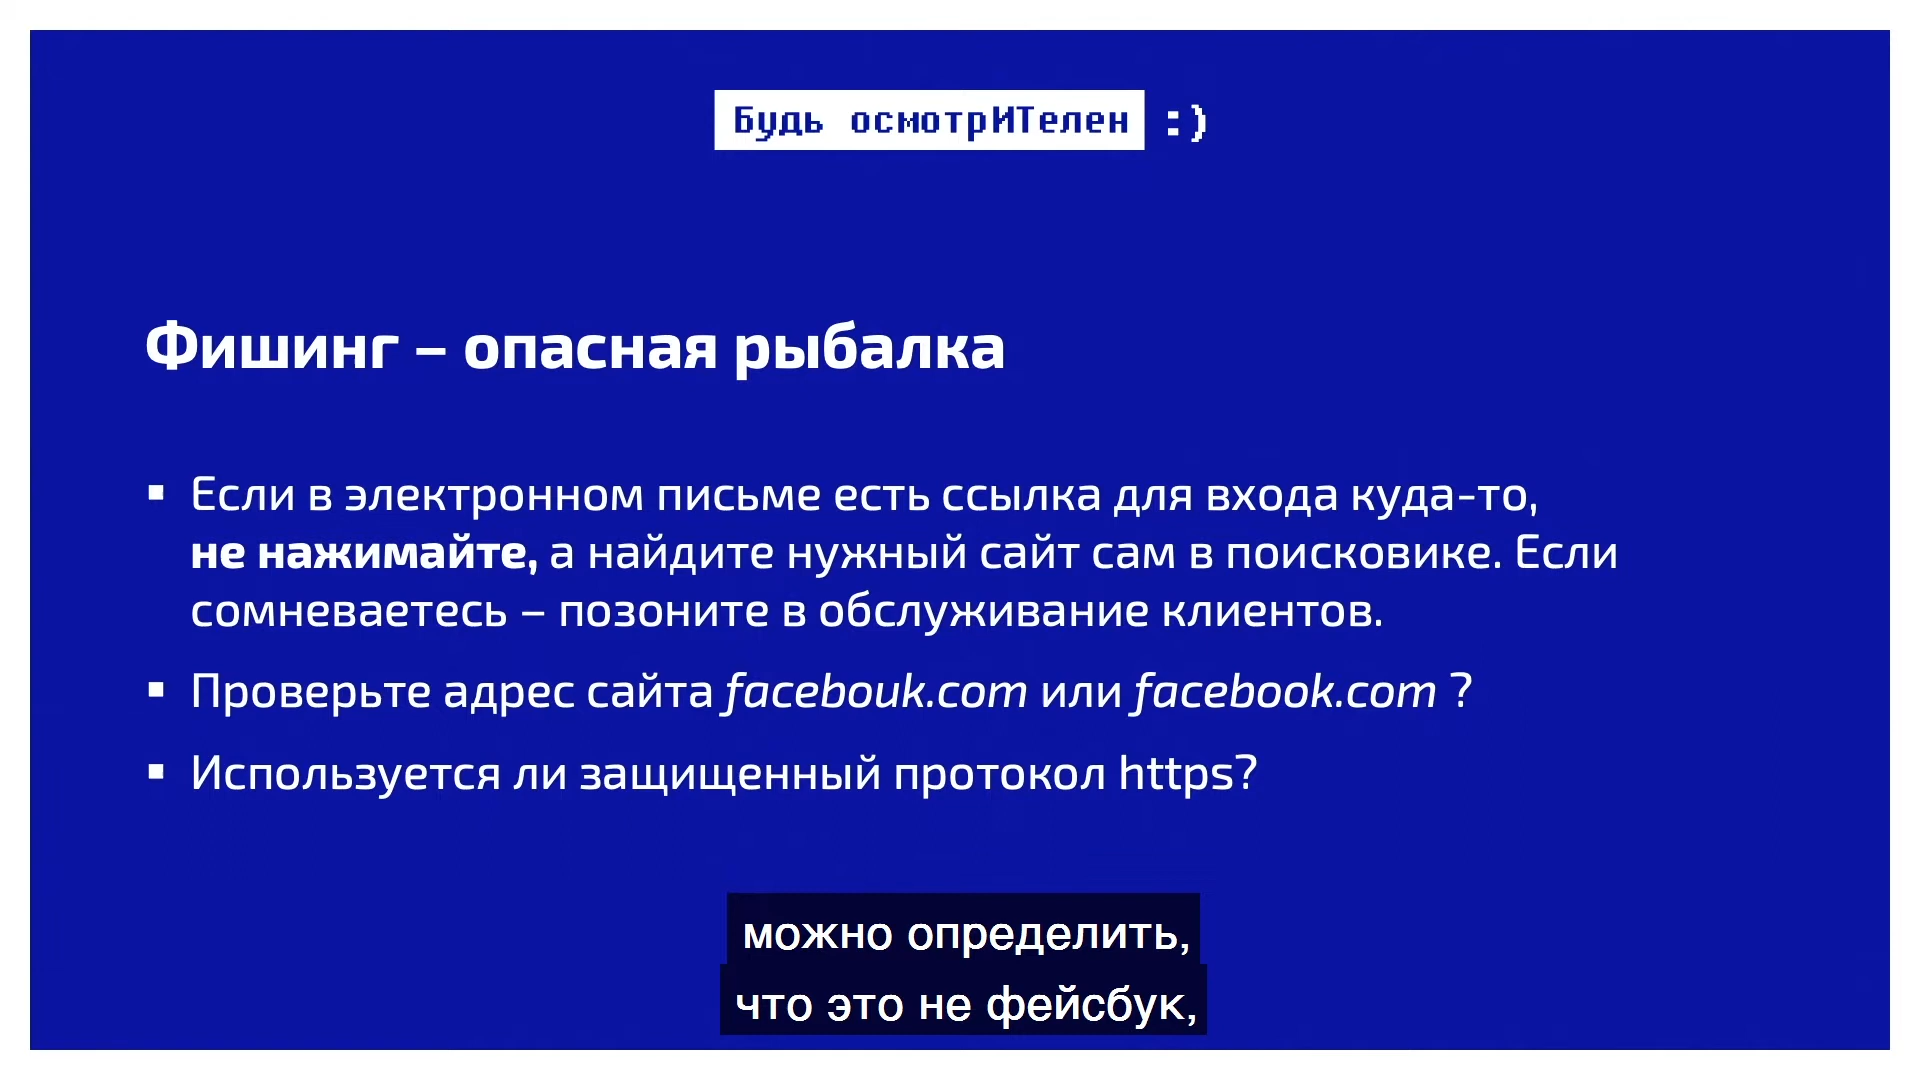 Будь осмотрИТелен :)
Фишинг – опасная рыбалка
▪ Если в электронном письме есть ссылка для входа куда-то,
не нажимайте, а найдите нужный сайт сам в поисковике. Если
сомневаетесь – позоните в обслуживание клиентов.
▪ Проверьте адрес сайта facebouk.com или facebook.com ?
▪ Используется ли защищенный протокол https?
можно определить,
что это не фейсбук,